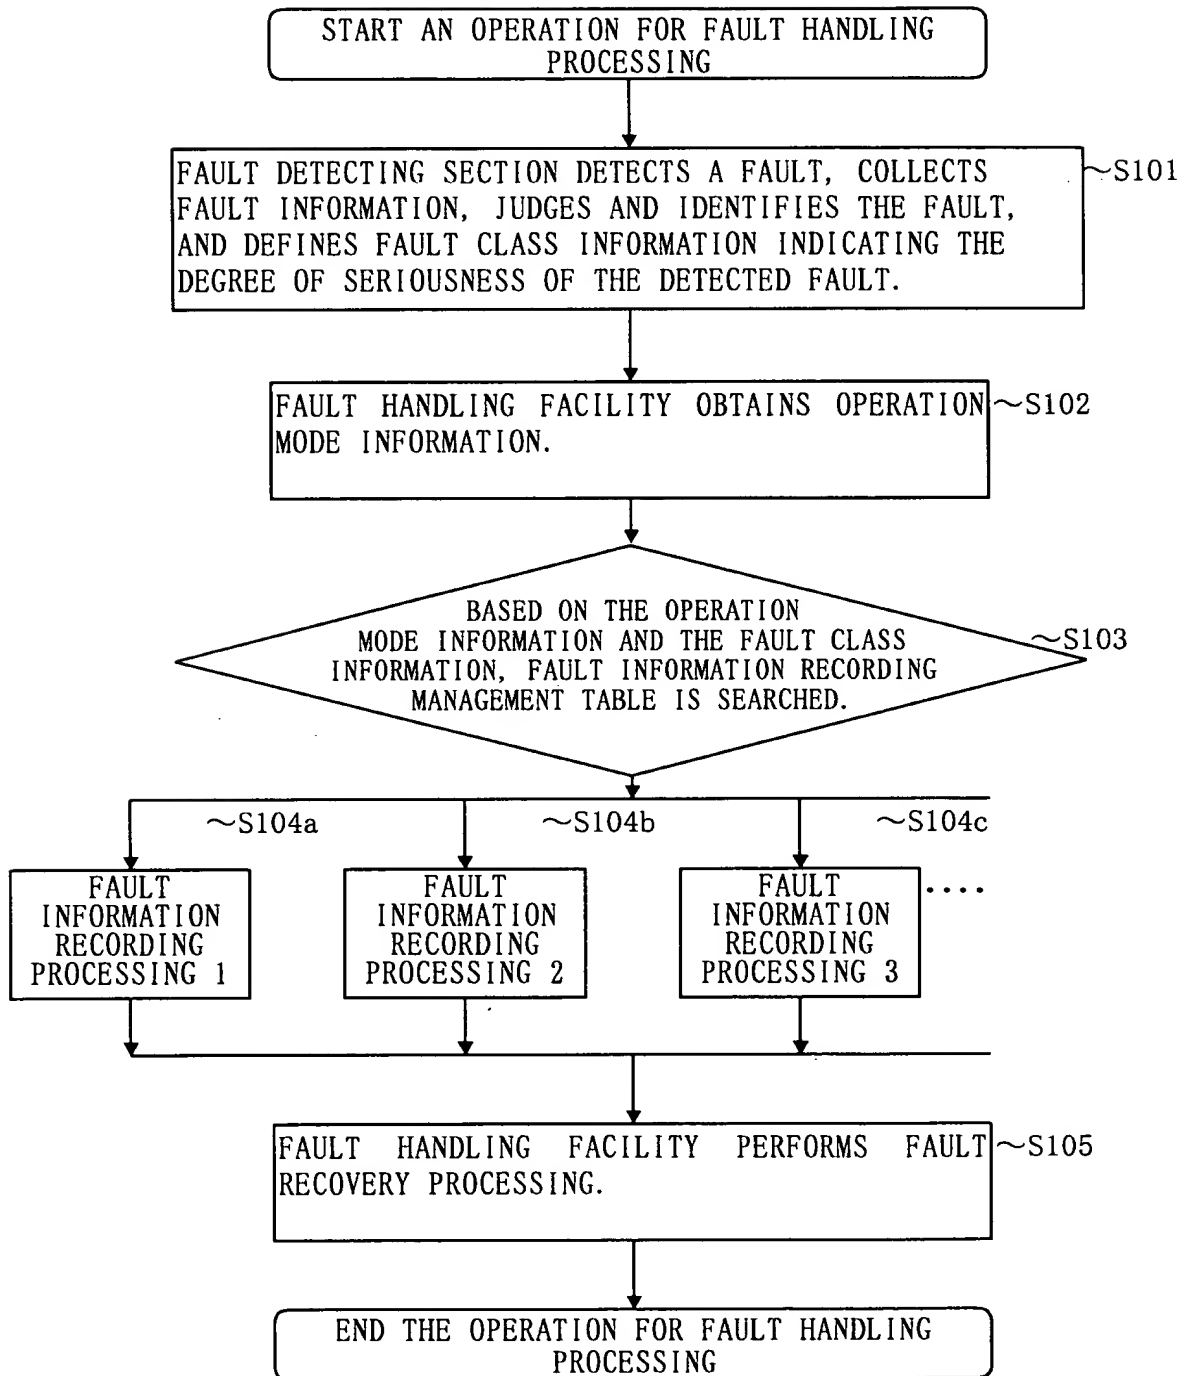 START AN OPERATION FOR FAULT HANDLING
PROCESSING
FAULT DETECTING SECTION DETECTS A FAULT, COLLECTS
FAULT INFORMATION, JUDGES AND IDENTIFIES THE FAULT,
AND DEFINES FAULT CLASS INFORMATION INDICATING THE
DEGREE OF SERIOUSNESS OF THE DETECTED FAULT.
~S101
FAULT HANDLING FACILITY OBTAINS OPERATION
MODE INFORMATION.
~S102
BASED ON THE OPERATION
MODE INFORMATION AND THE FAULT CLASS
INFORMATION, FAULT INFORMATION RECORDING
MANAGEMENT TABLE IS SEARCHED.
~S103
~S104a
~S104b
~S104c
FAULT
INFORMATION
RECORDING
PROCESSING 1
FAULT
INFORMATION
RECORDING
PROCESSING 2
FAULT
INFORMATION
RECORDING
PROCESSING 3
....
FAULT HANDLING FACILITY PERFORMS FAULT
RECOVERY PROCESSING.
~S105
END THE OPERATION FOR FAULT HANDLING
PROCESSING